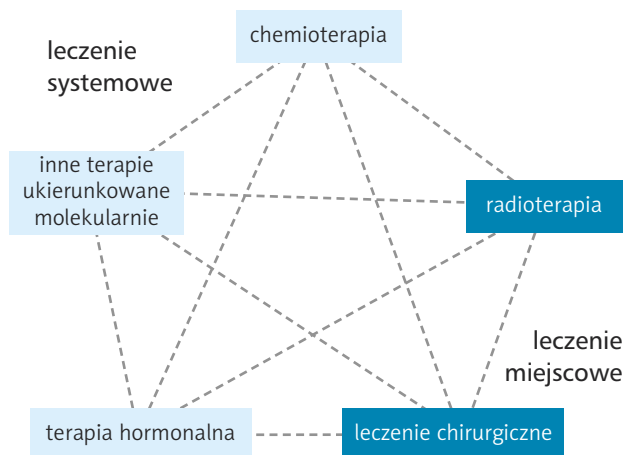 chemioterapia
leczenie
systemowe
inne terapie
ukierunkowane
molekularnie
radioterapia
leczenie
miejscowe
terapia hormonalna
leczenie chirurgiczne